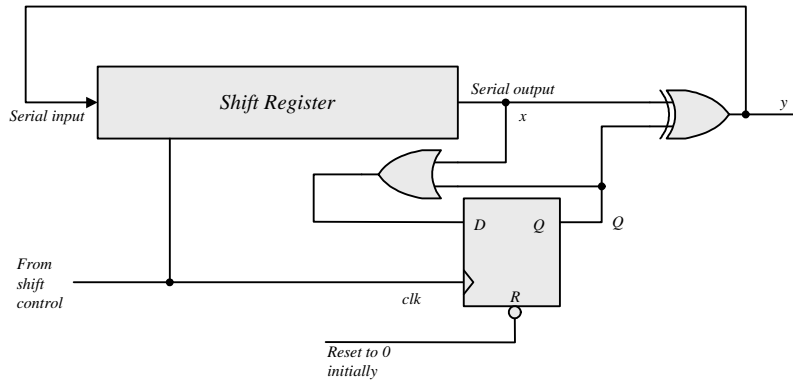 Shift Register
Serial output
Serial input
x
y
D
Q
Q
From
shift
control
clk
R
Reset to 0
initially